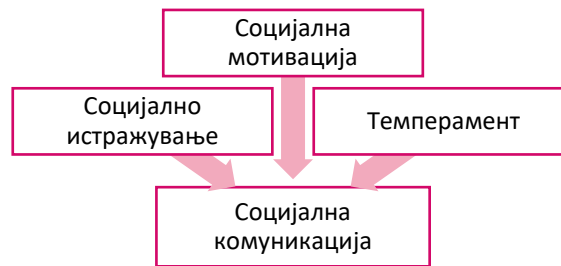 Социјална
мотивација
Социјално
истражување
Темперамент
Социјална
комуникација